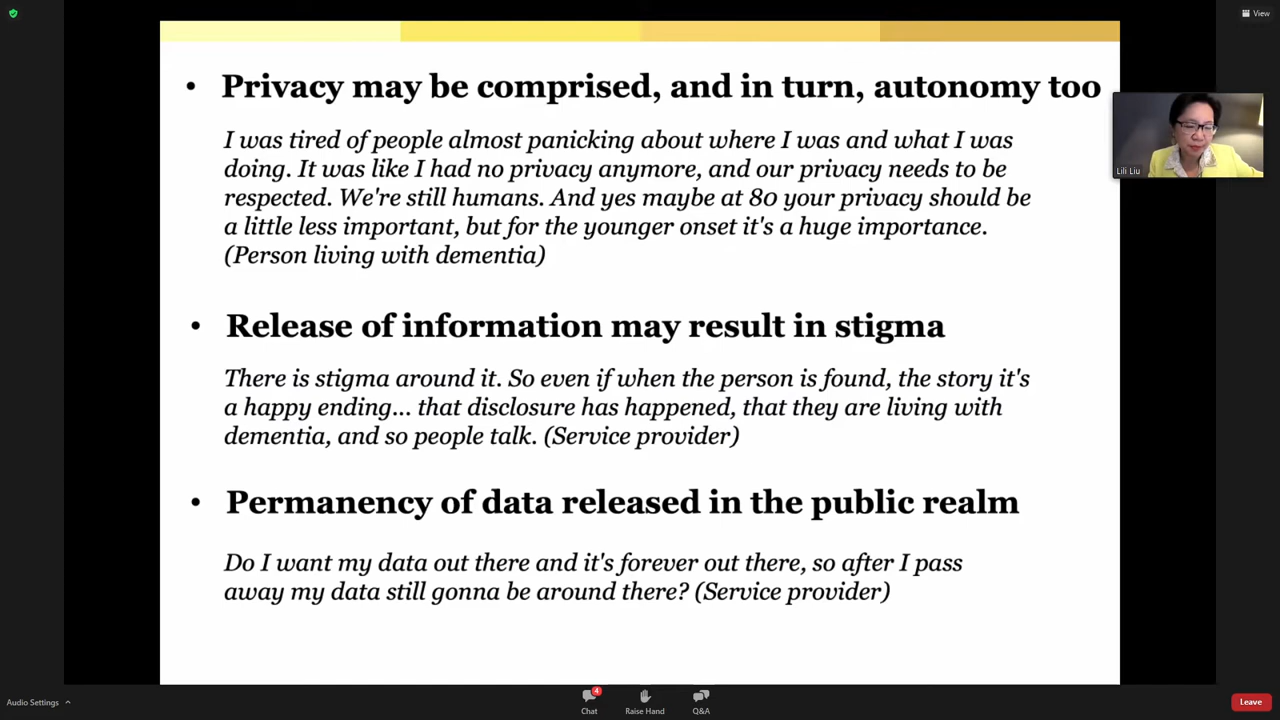 View
• Privacy may be comprised, and in turn, autonomy too
I was tired of people almost panicking about where I was and what I was
doing. It was like I had no privacy anymore, and our privacy needs to be
respected. We're still humans. And yes maybe at 80 your privacy should be
a little less important, but for the younger onset it's a huge importance.
(Person living with dementia)
Lili Liu
• Release of information may result in stigma
There is stigma around it. So even if when the person is found, the story it's
a happy ending... that disclosure has happened, that they are living with
dementia, and so people talk. (Service provider)
• Permanency of data released in the public realm
Do I want my data out there and it's forever out there, so after I pass
away my data still gonna be around there? (Service provider)
Audio Settings
4
Chat
Raise Hand
Q&A
Leave